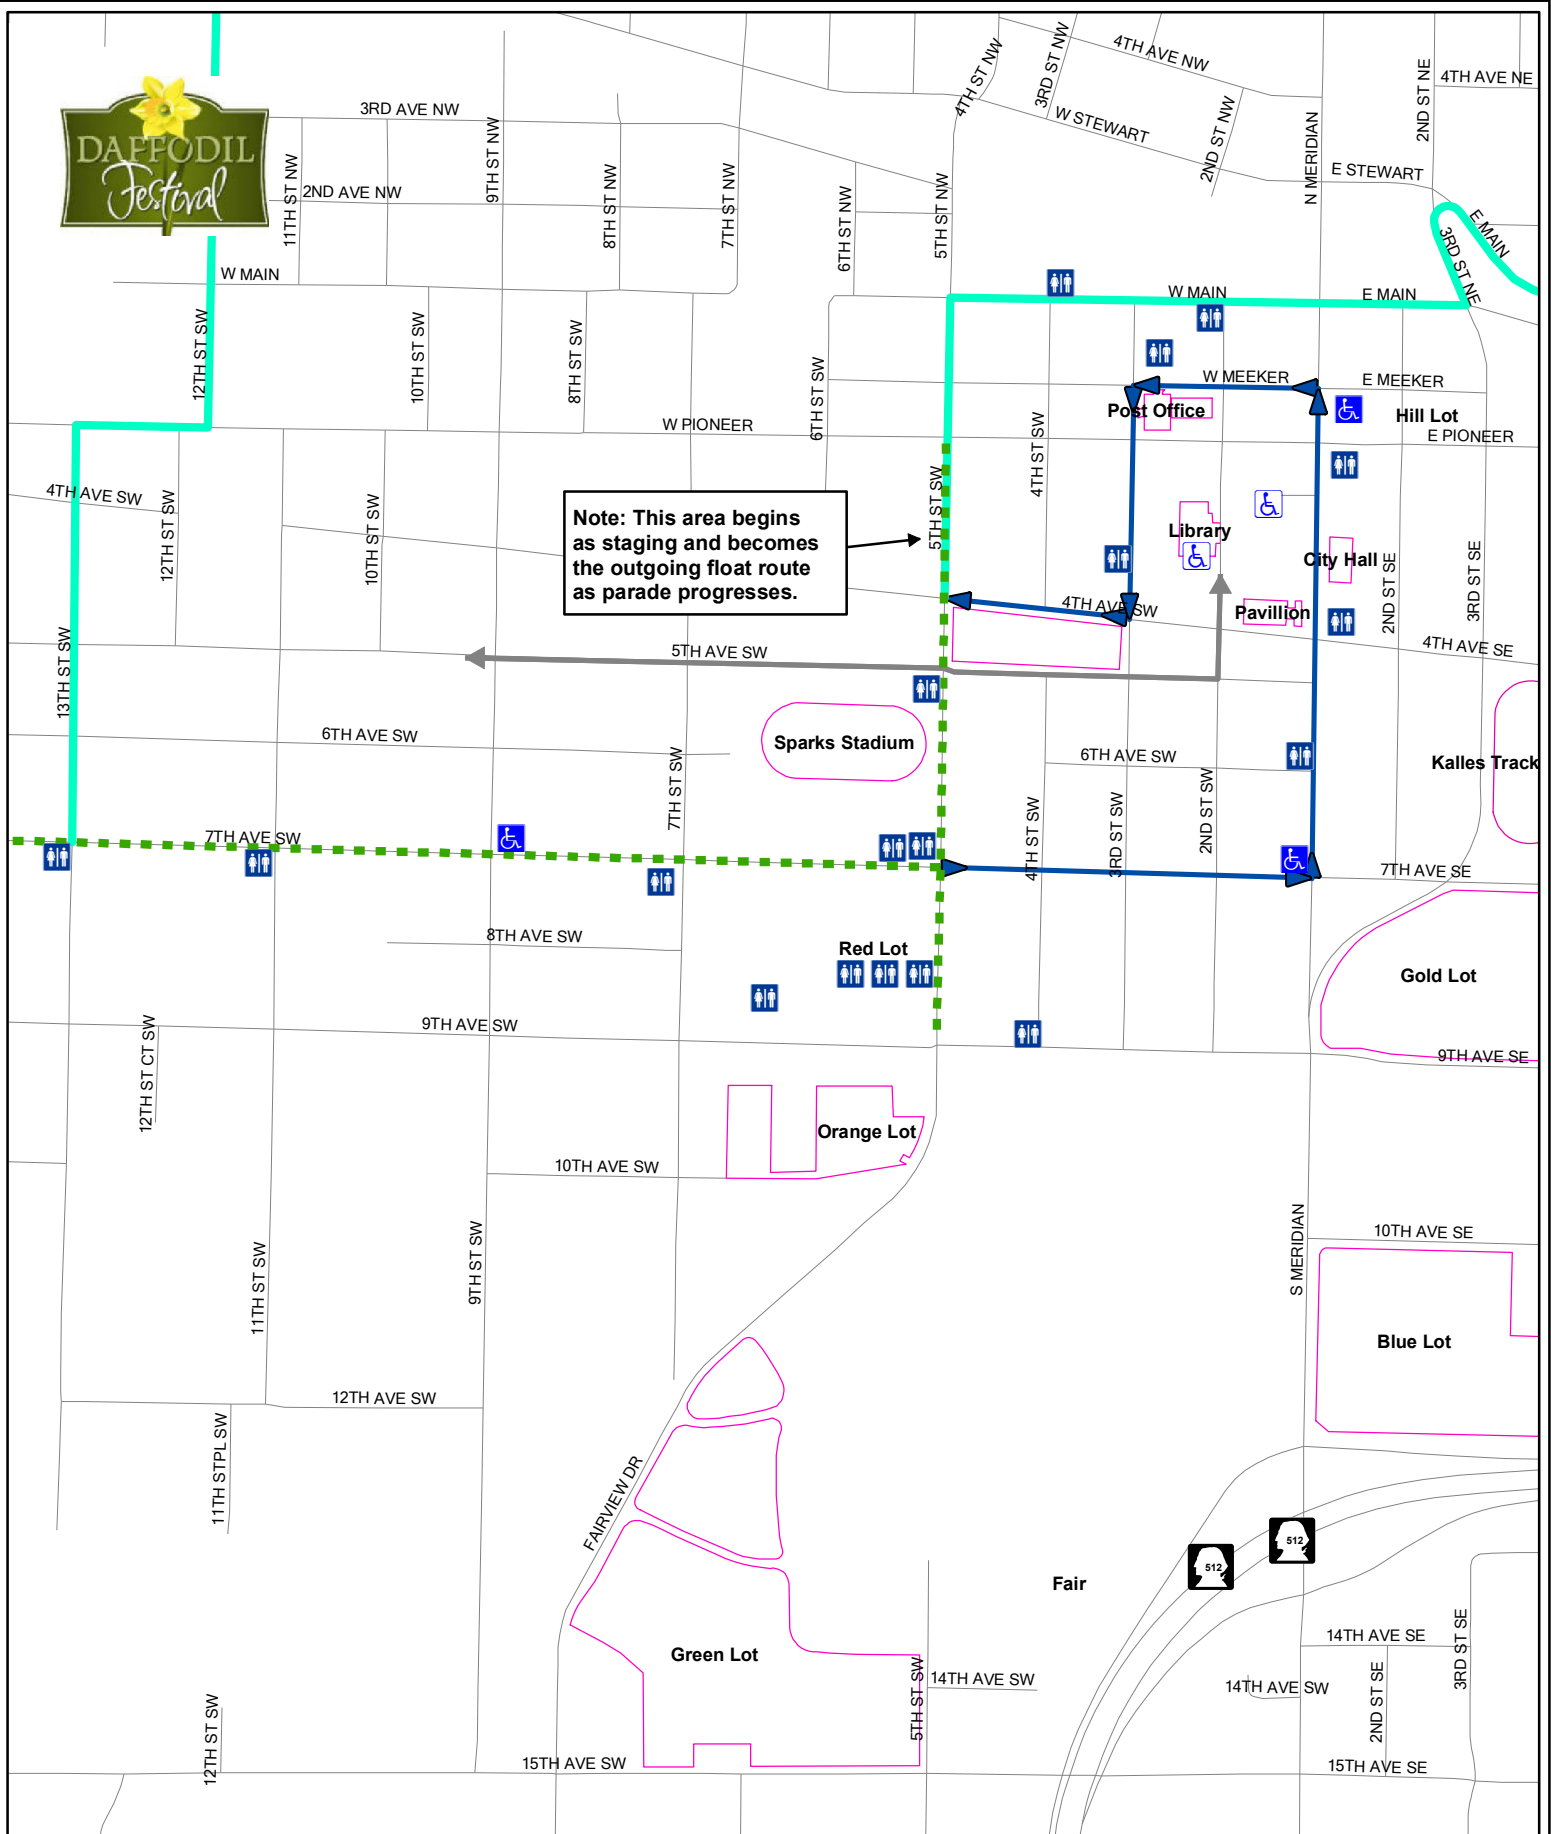 4TH AVE NW
4TH ST NW
3RD ST NW
2ND ST NE
4TH AVE NE
DAFFODIL
Festival
3RD AVE NW
W STEWART
2ND ST NW
N MERIDIAN
E STEWART
11TH ST NW
2ND AVE NW
9TH ST NW
8TH ST NW
7TH ST NW
6TH ST NW
5TH ST NW
E MAIN
3RD ST NE
W MAIN
W MAIN
E MAIN
12TH ST SW
10TH ST SW
8TH ST SW
6TH ST SW
W MEEKER
E MEEKER
Post Office
Hill Lot
W PIONEER
E PIONEER
4TH ST SW
4TH AVE SW
12TH ST SW
10TH ST SW
Note: This area begins
as staging and becomes
the outgoing float route
as parade progresses.
5TH ST SW
Library
City Hall
2ND ST SE
3RD ST SE
4TH AVE SW
Pavillion
4TH AVE SE
13TH ST SW
5TH AVE SW
6TH AVE SW
Sparks Stadium
6TH AVE SW
Kalles Track
7TH ST SW
4TH ST SW
3RD ST SW
2ND ST SW
7TH AVE SW
7TH AVE SE
8TH AVE SW
Red Lot
Gold Lot
12TH ST CT SW
9TH AVE SW
9TH AVE SE
Orange Lot
10TH AVE SW
11TH ST SW
9TH ST SW
S MERIDIAN
10TH AVE SE
Blue Lot
12TH AVE SW
11TH STPL SW
FAIRVIEW DR
512
512
Fair
Green Lot
5TH ST SW
14TH AVE SW
14TH AVE SE
14TH AVE SW
2ND ST SE
3RD ST SE
12TH ST SW
15TH AVE SW
15TH AVE SE